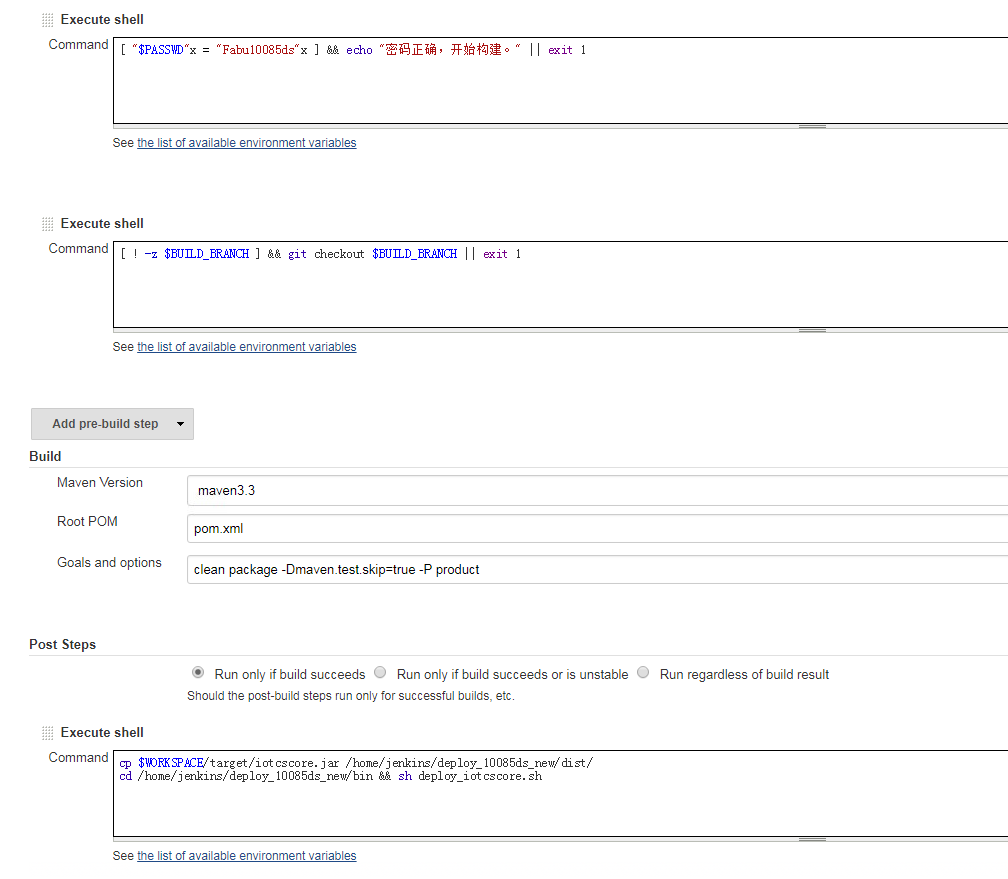 Execute shell
Command
[ "$PASSWD"x = "Fabu10085ds"x ] && echo "密码正确，开始构建。" || exit 1
See the list of available environment variables
Execute shell
Command
[ ! -z $BUILD_BRANCH ] && git checkout $BUILD_BRANCH || exit 1
See the list of available environment variables
Add pre-build step
Build
Maven Version
maven3.3
Root POM
pom.xml
Goals and options
clean package -Dmaven.test.skip=true -P product
Post Steps
Run only if build succeeds Run only if build succeeds or is unstable Run regardless of build result
Should the post-build steps run only for successful builds, etc.
Execute shell
Command
cp $WORKSPACE/target/iotcscore.jar /home/jenkins/deploy_10085ds_new/dist/
cd /home/jenkins/deploy_10085ds_new/bin && sh deploy_iotcscore.sh
See the list of available environment variables